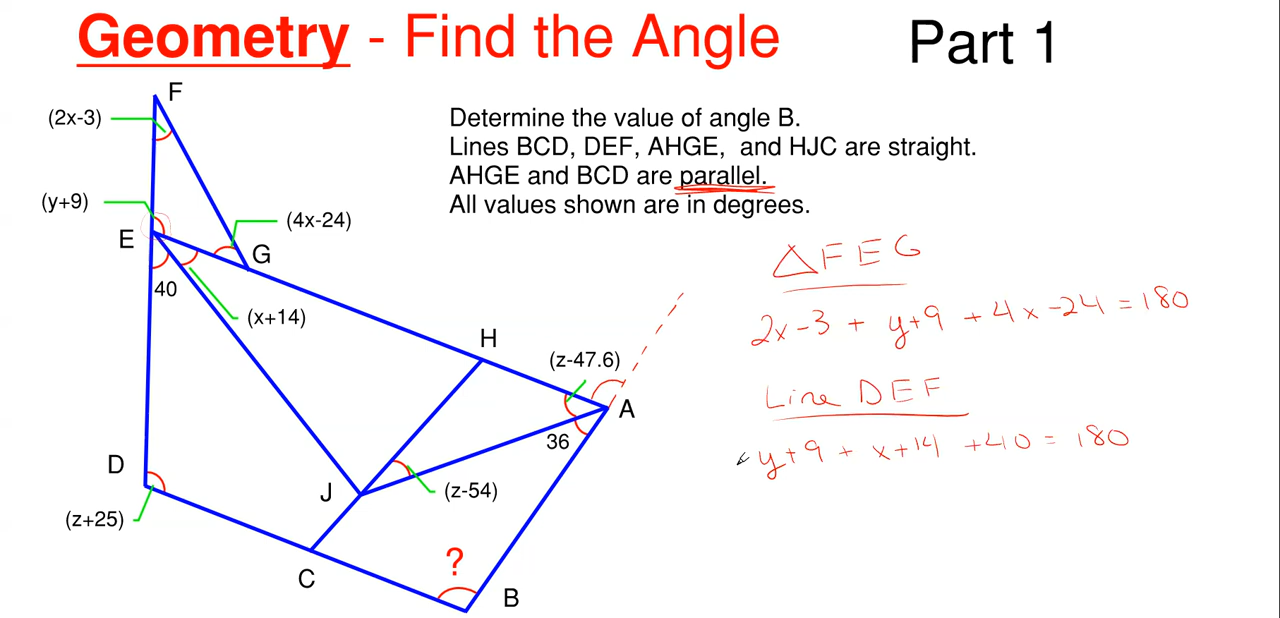 Geometry - Find the Angle
Part 1
F
(2x-3)
Determine the value of angle B.
Lines BCD, DEF, AHGE, and HJC are straight.
AHGE and BCD are parallel.
All values shown are in degrees.
(y+9)
(4x-24)
E
G
40
(x+14)
△FEG
2x-3 + y+9 + 4x-24 = 180
H
(z-47.6)
Line DEF
A
36
y+9 + x+14 + 40 = 180
D
J
(z-54)
(z+25)
C
?
B